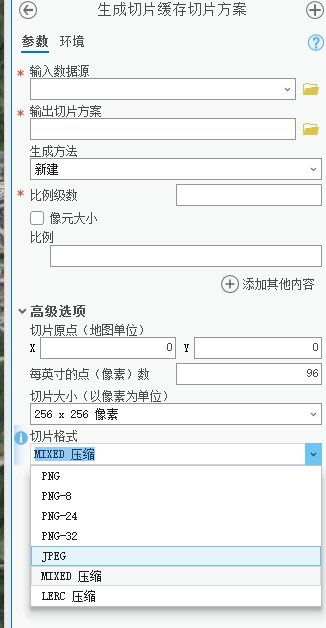 生成切片缓存切片方案
参数 环境
* 输入数据源
* 输出切片方案
生成方法
新建
* 比例级数
像元大小
比例
添加其他内容
高级选项
切片原点（地图单位）
X 0 Y 0
每英寸的点（像素）数 96
切片大小（以像素为单位）
256 x 256 像素
切片格式
MIXED 压缩
PNG
PNG-8
PNG-24
PNG-32
JPEG
MIXED 压缩
LERC 压缩